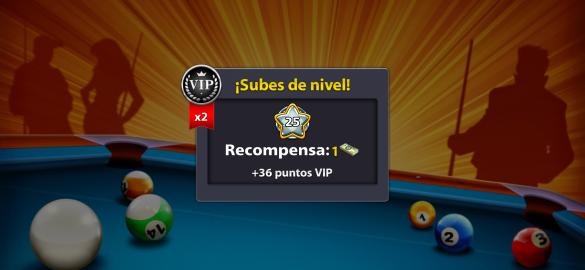 VIP
¡Subes de nivel!
x2
25
Recompensa: 1
+36 puntos VIP
14
1
2
3